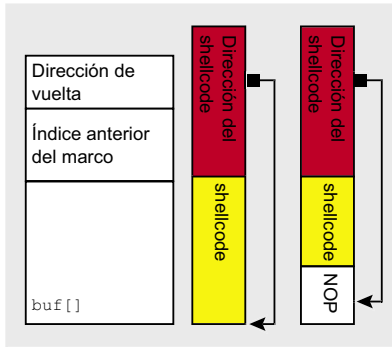 Dirección de
vuelta
Índice anterior
del marco
buf[]
Dirección del
shellcode
shellcode
Dirección del
shellcode
shellcode
NOP